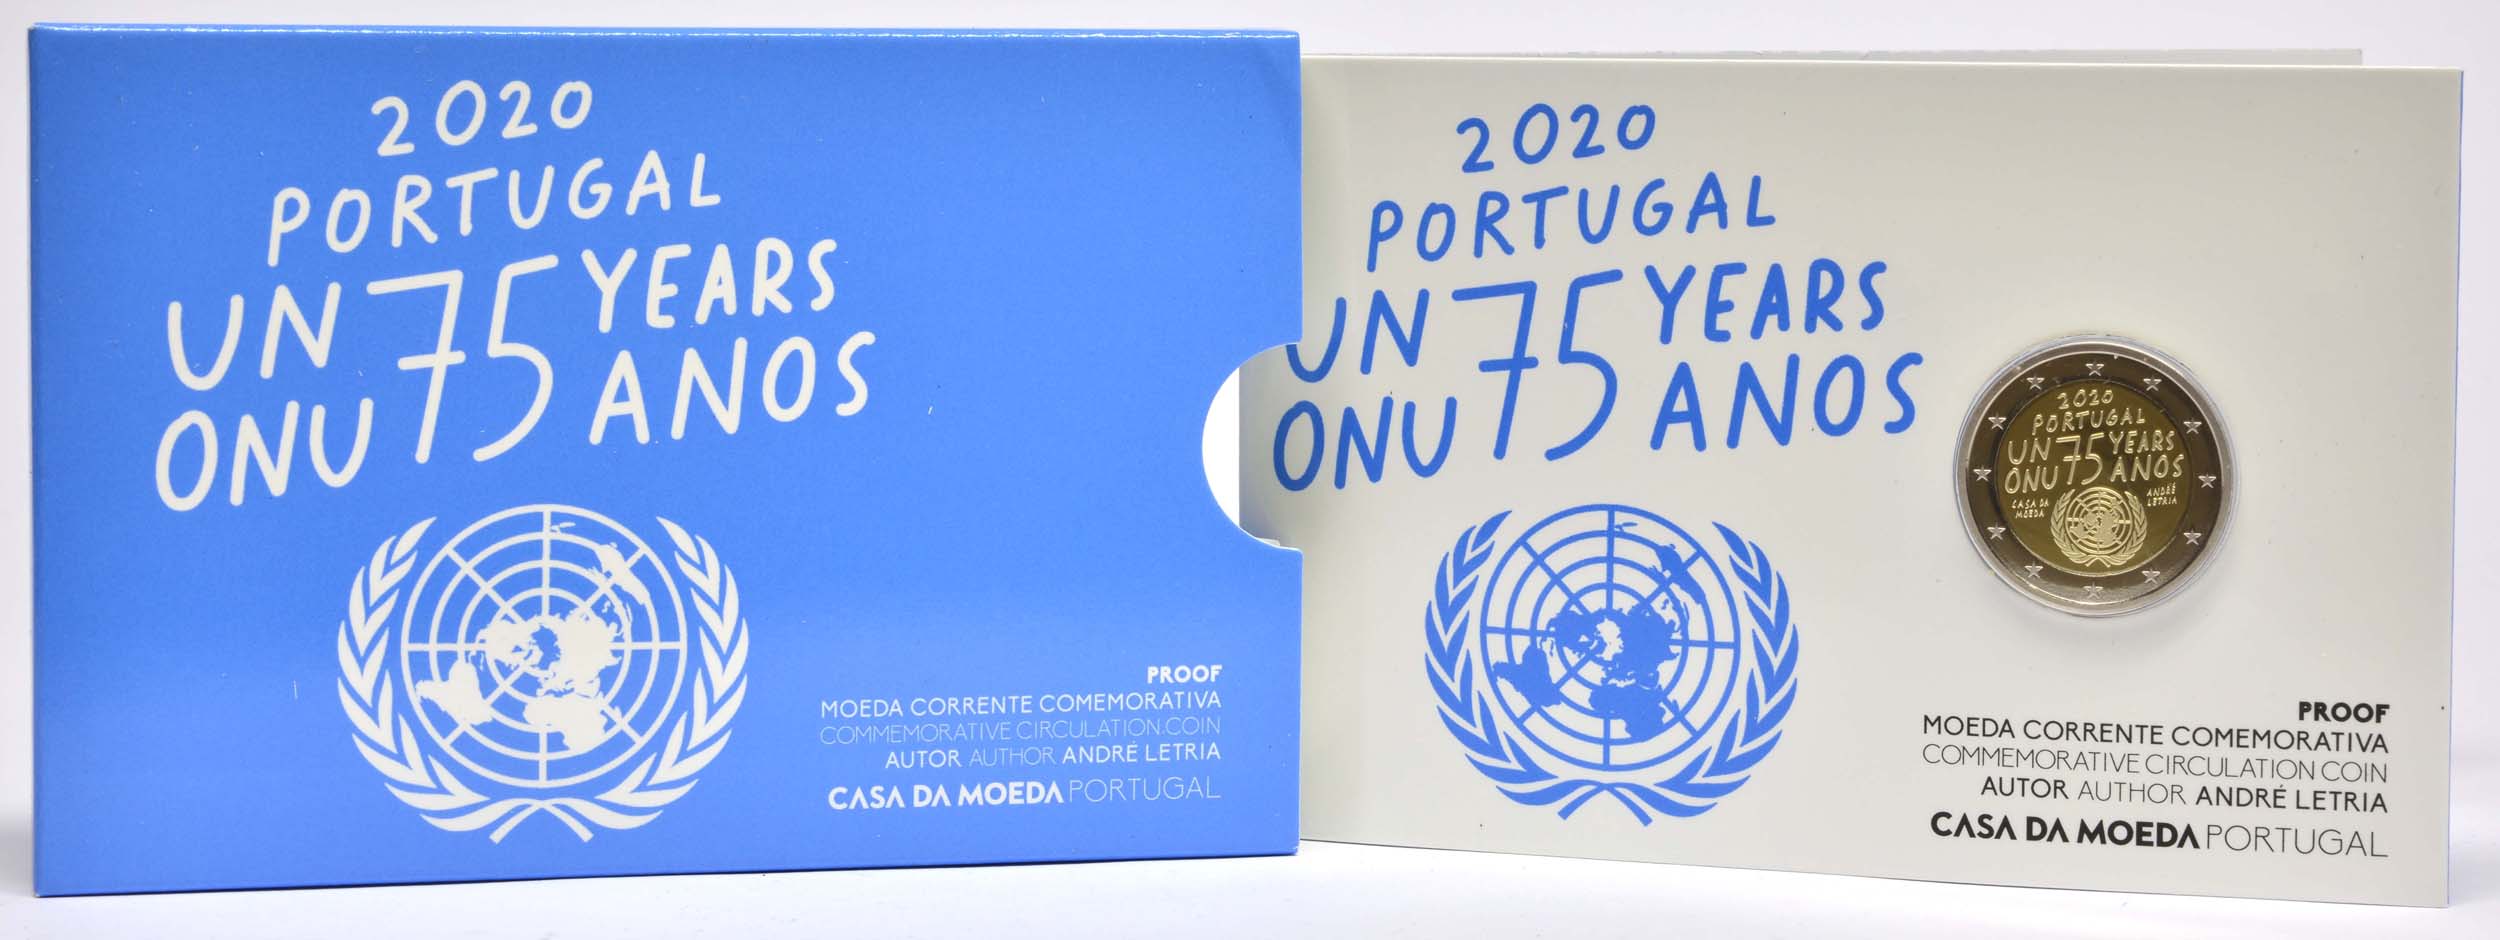 2020
PORTUGAL
UN 75 YEARS
ONU ANOS
PROOF
MOEDA CORRENTE COMEMORATIVA
COMMEMORATIVE CIRCULATION COIN
AUTOR AUTHOR ANDRÉ LETRIA
CASA DA MOEDA PORTUGAL
2020
PORTUGAL
UN 75 YEARS
ONU ANOS
2020
PORTUGAL
UN 75 YEARS
ONU ANOS
CASA DA
MOEDA
ANDRÉ
LETRIA
PROOF
MOEDA CORRENTE COMEMORATIVA
COMMEMORATIVE CIRCULATION COIN
AUTOR AUTHOR ANDRÉ LETRIA
CASA DA MOEDA PORTUGAL